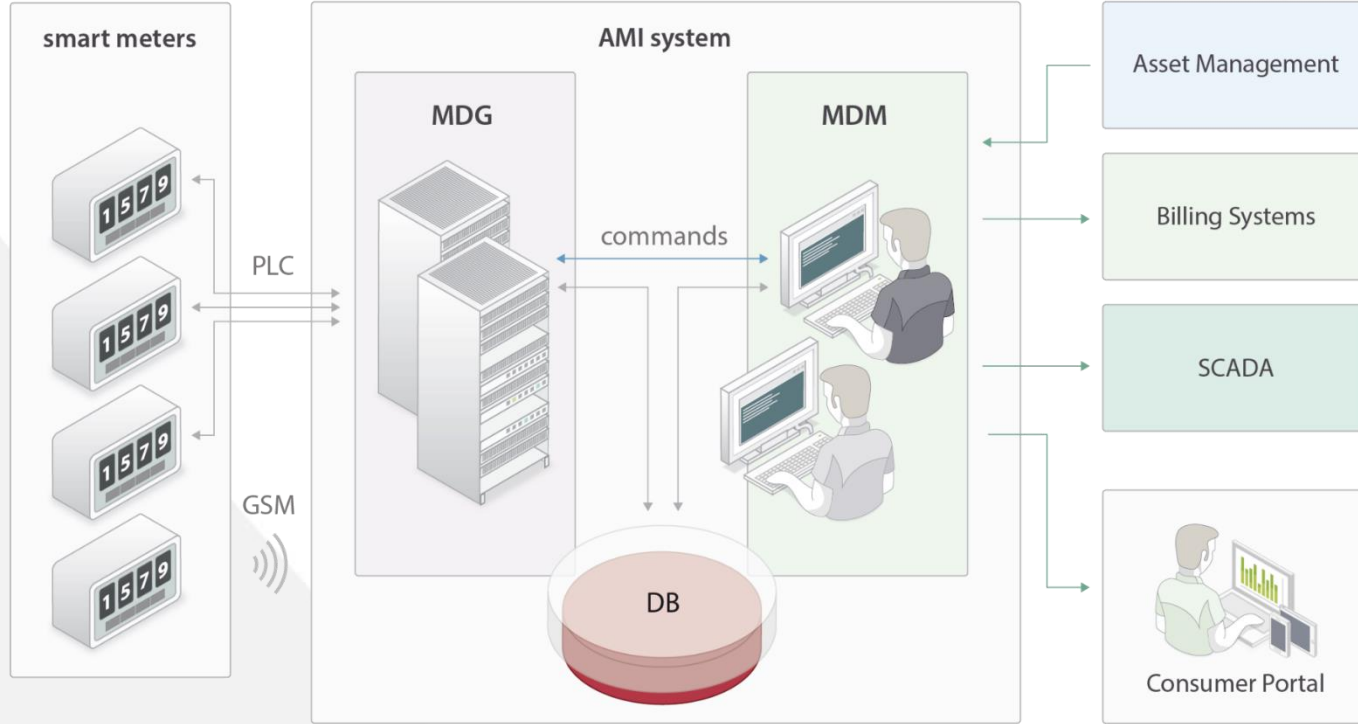 smart meters
1579
1579
1579
1579
PLC
GSM
AMI system
MDG
commands
MDM
DB
Asset Management
Billing Systems
SCADA
Consumer Portal